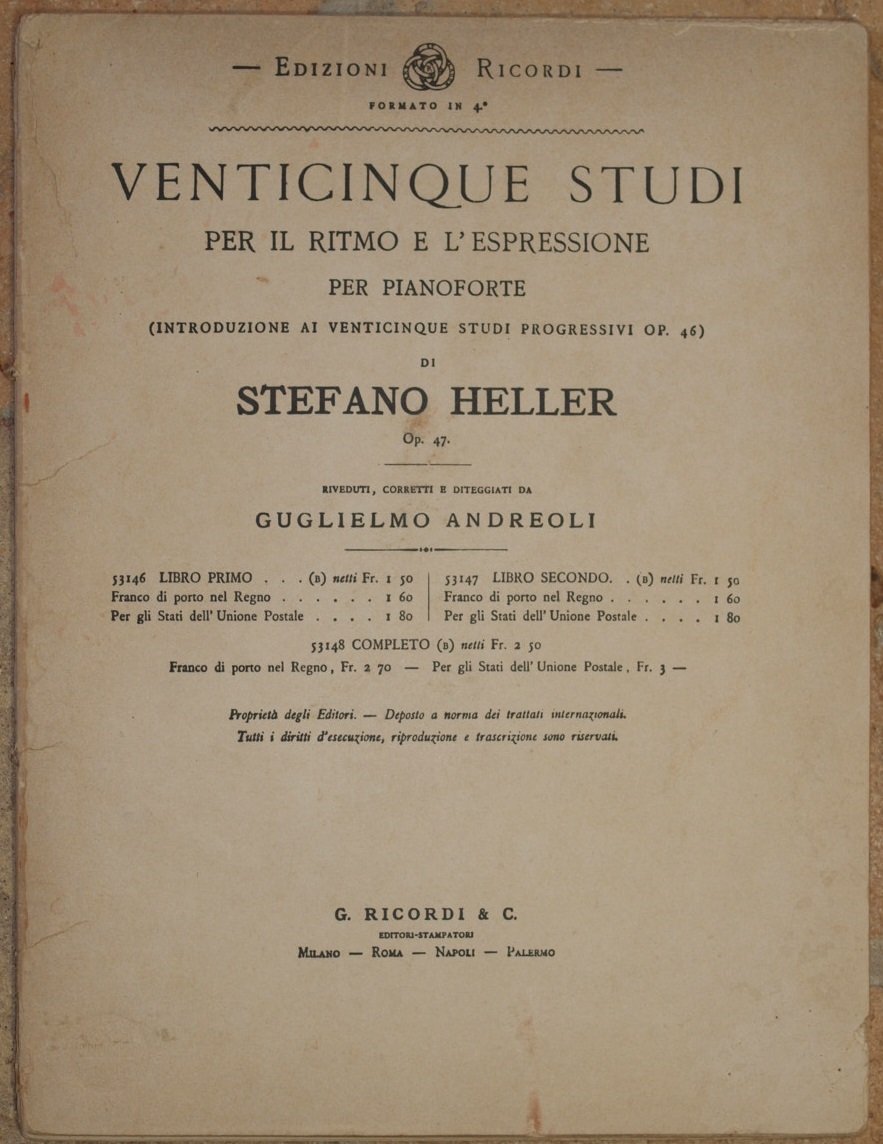 — EDIZIONI RICORDI —
FORMATO IN 4.º
VENTICINQUE STUDI
PER IL RITMO E L'ESPRESSIONE
PER PIANOFORTE
(INTRODUZIONE AI VENTICINQUE STUDI PROGRESSIVI OP. 46)
DI
STEFANO HELLER
Op. 47.
RIVEDUTI, CORRETTI E DITEGGIATI DA
GUGLIELMO ANDREOLI
53146 LIBRO PRIMO . . . (B) netti Fr. 1 50
Franco di porto nel Regno . . . . . . 1 60
Per gli Stati dell' Unione Postale . . . . 1 80
53147 LIBRO SECONDO. . (B) netti Fr. 1 50
Franco di porto nel Regno . . . . . . 1 60
Per gli Stati dell' Unione Postale . . . . 1 80
53148 COMPLETO (B) netti Fr. 2 50
Franco di porto nel Regno, Fr. 2 70 — Per gli Stati dell' Unione Postale, Fr. 3 —
Proprietà degli Editori. — Deposto a norma dei trattati internazionali.
Tutti i diritti d'esecuzione, riproduzione e trascrizione sono riservati.
G. RICORDI & C.
EDITORI-STAMPATORI
MILANO — ROMA — NAPOLI — PALERMO